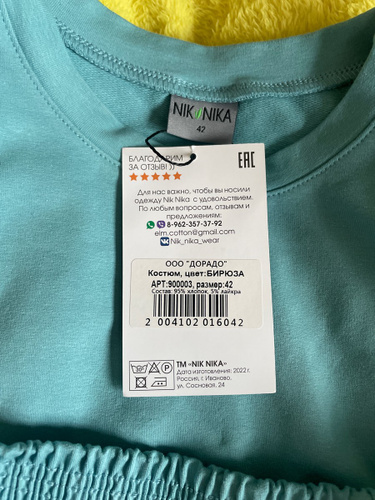 NIK NIKA
42
БЛАГОДАРИМ
ЗА ОТЗЫВ! ))
EAC
Для нас важно, чтобы вы носили
одежду Nik Nika с удовольствием.
По любым вопросам, отзывам и
предложениям:
8-962-357-37-92
elm.cotton@gmail.com
Nik_nika_wear
ООО "ДОРАДО"
Костюм, цвет:БИРЮЗА
АРТ:900003, размер:42
Состав: 95% хлопок, 5% лайкра
2 004102 016042
ТМ «NIK NIKA»
Дата изготовления: 2022 г.
Россия, г. Иваново,
ул. Сосновая, 24